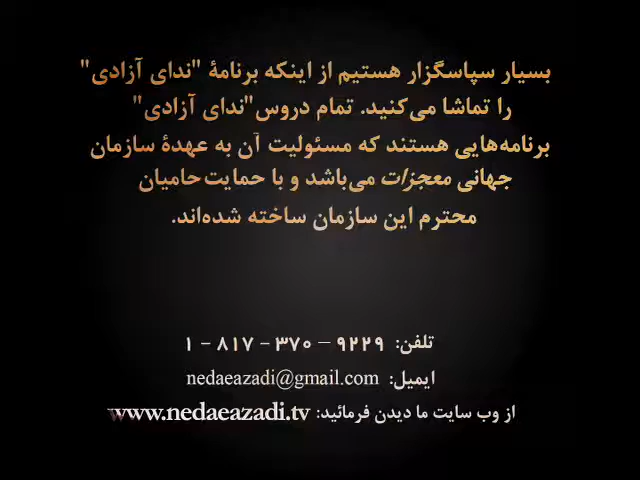 بسیار سپاسگزار هستیم از اینکه برنامهٔ "ندای آزادی"
را تماشا می‌کنید. تمام دروس"ندای آزادی"
برنامه‌هایی هستند که مسئولیت آن به عهدهٔ سازمان
جهانی معجزات می‌باشد و با حمایت حامیان
محترم این سازمان ساخته شده‌اند.
تلفن: ۹۲۲۹ – ۳۷۰ – ۸۱۷ – ۱
ایمیل: nedaeazadi@gmail.com
از وب سایت ما دیدن فرمائید: www.nedaeazadi.tv